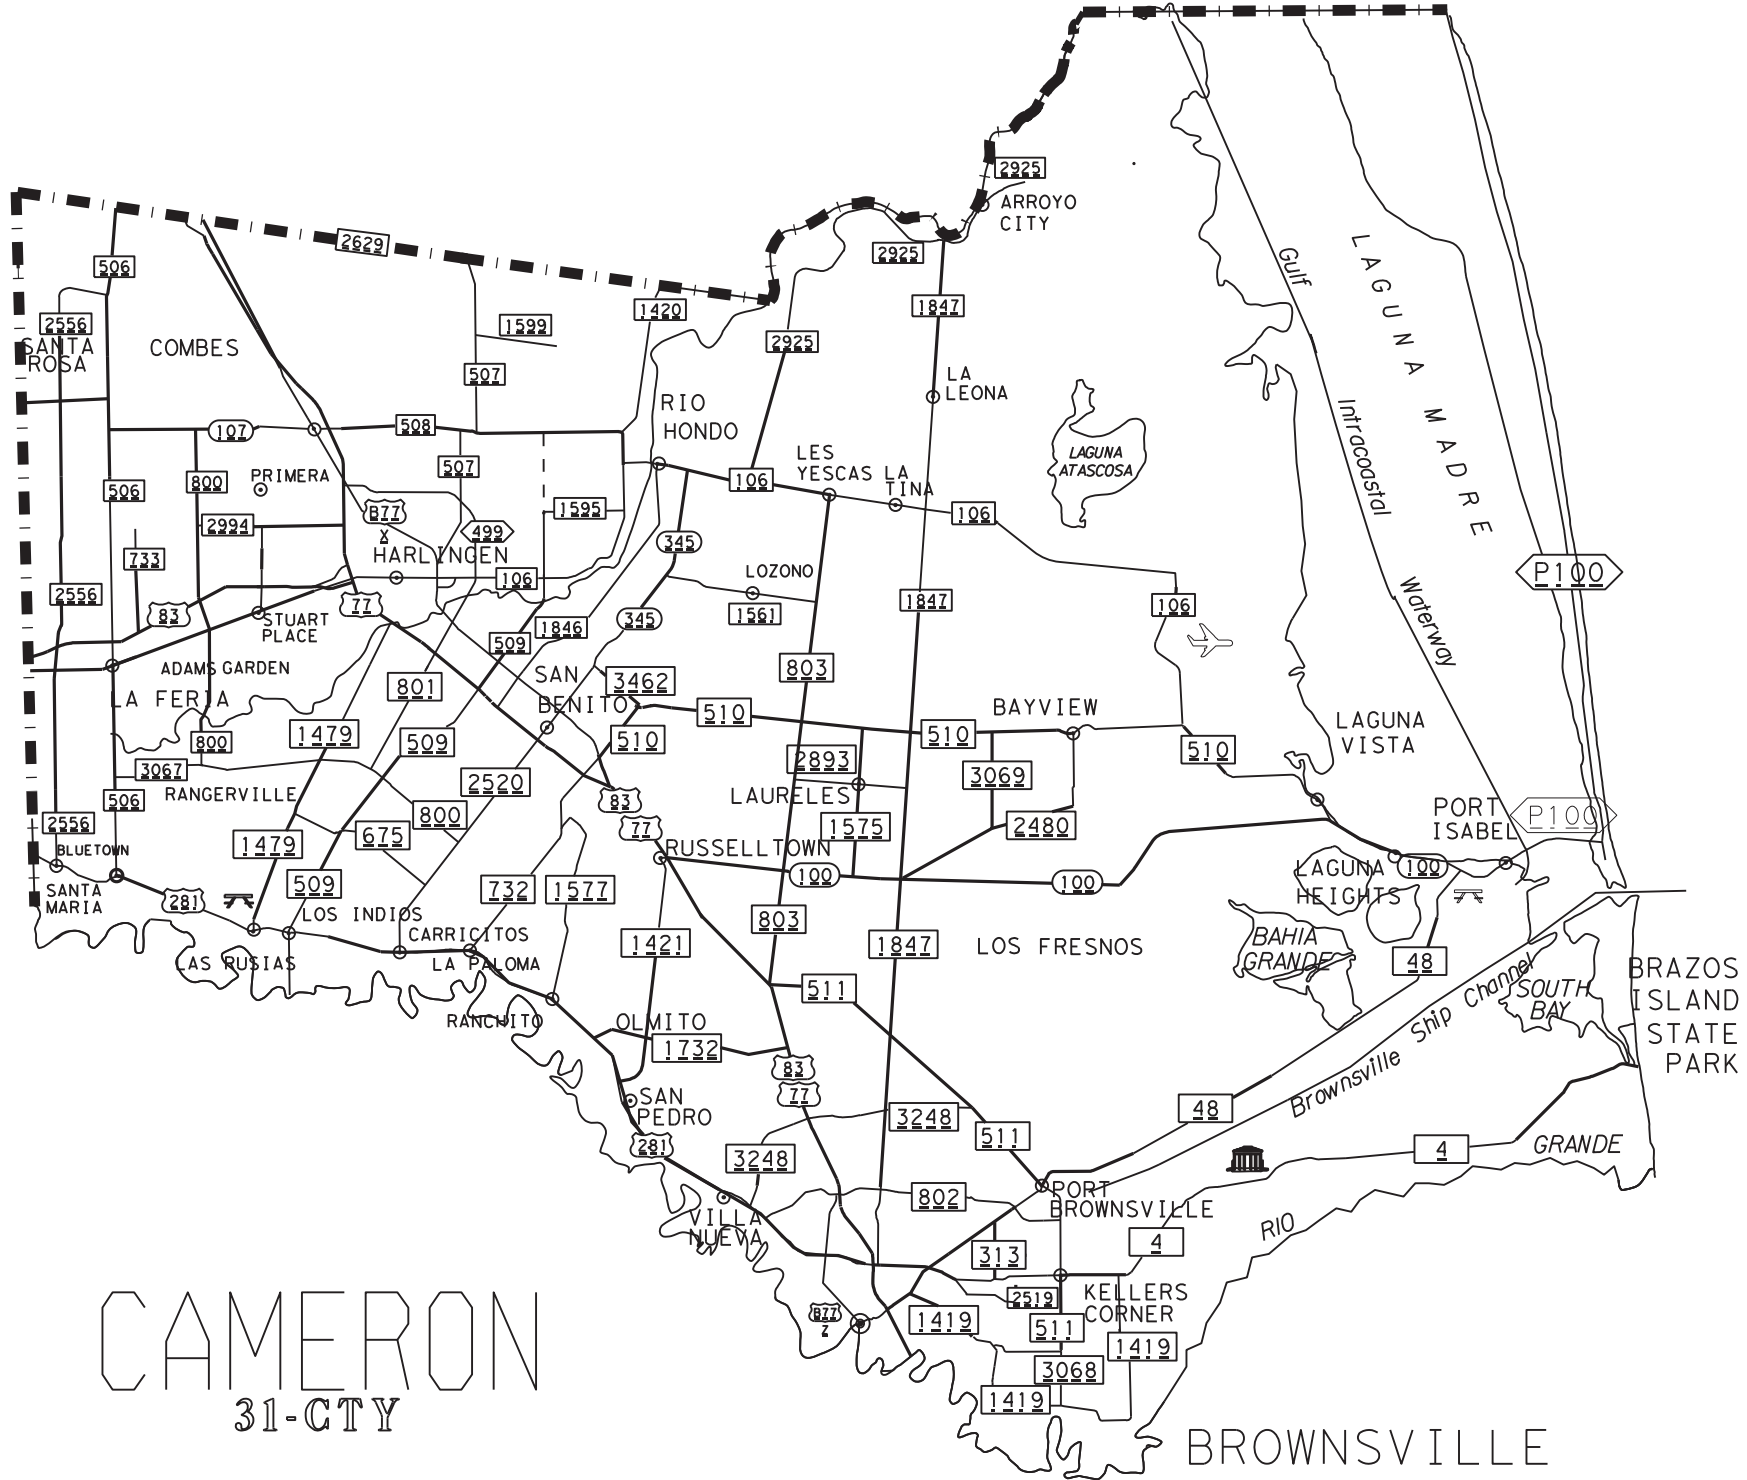 2925
ARROYO
CITY
2629
2925
506
1420
1847
2556
1599
2925
SANTA
ROSA
COMBES
507
LA
LEONA
Gulf
LAGUNA MADRE
Intracoastal
Waterway
RIO
HONDO
107
508
LAGUNA
ATASCOSA
LES
YESCAS
LA
TINA
507
PRIMERA
800
106
506
B77
X
2994
499
1595
106
345
HARLINGEN
733
P100
LOZONO
106
2556
77
83
1561
1847
106
345
STUART
PLACE
1846
509
ADAMS GARDEN
803
SAN
BENITO
3462
801
LA FERIA
510
BAYVIEW
LAGUNA
VISTA
1479
509
510
510
510
800
2893
3067
3069
2520
RANGERVILLE
LAURELES
506
83
PORT
ISABEL
P100
800
2556
77
1575
2480
675
1479
BLUETOWN
RUSSELLTOWN
LAGUNA
HEIGHTS
100
100
100
509
732
1577
SANTA
MARIA
281
803
LOS INDIOS
CARRICITOS
1421
1847
LOS FRESNOS
BAHIA
GRANDE
48
LAS RUSIAS
LA PALOMA
BRAZOS
ISLAND
STATE
PARK
511
SOUTH
BAY
RANCHITO
OLMITO
1732
Brownsville Ship Channel
83
77
SAN
PEDRO
48
3248
511
281
3248
4
GRANDE
802
PORT
BROWNSVILLE
VILLA
NUEVA
RIO
4
313
KELLERS
CORNER
2519
B77
Z
1419
511
1419
3068
1419
CAMERON
31-CTY
BROWNSVILLE